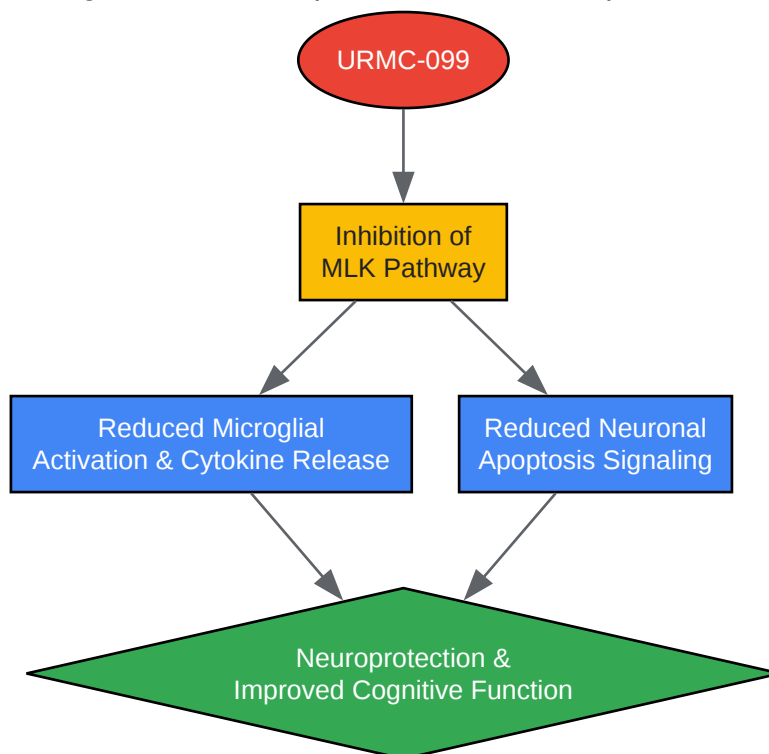 URMC-099
Inhibition of
MLK Pathway
Reduced Microglial
Activation & Cytokine Release
Reduced Neuronal
Apoptosis Signaling
Neuroprotection &
Improved Cognitive Function